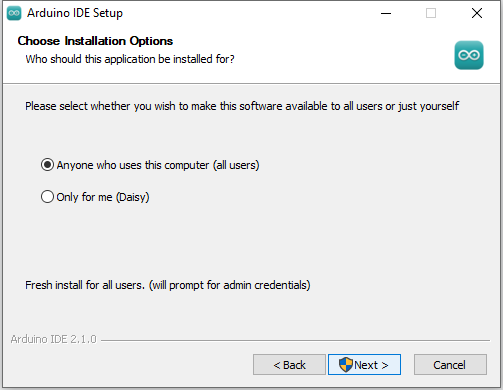 Arduino IDE Setup
Choose Installation Options
Who should this application be installed for?
Please select whether you wish to make this software available to all users or just yourself
Anyone who uses this computer (all users)
Only for me (Daisy)
Fresh install for all users. (will prompt for admin credentials)
Arduino IDE 2.1.0
< Back
Next >
Cancel